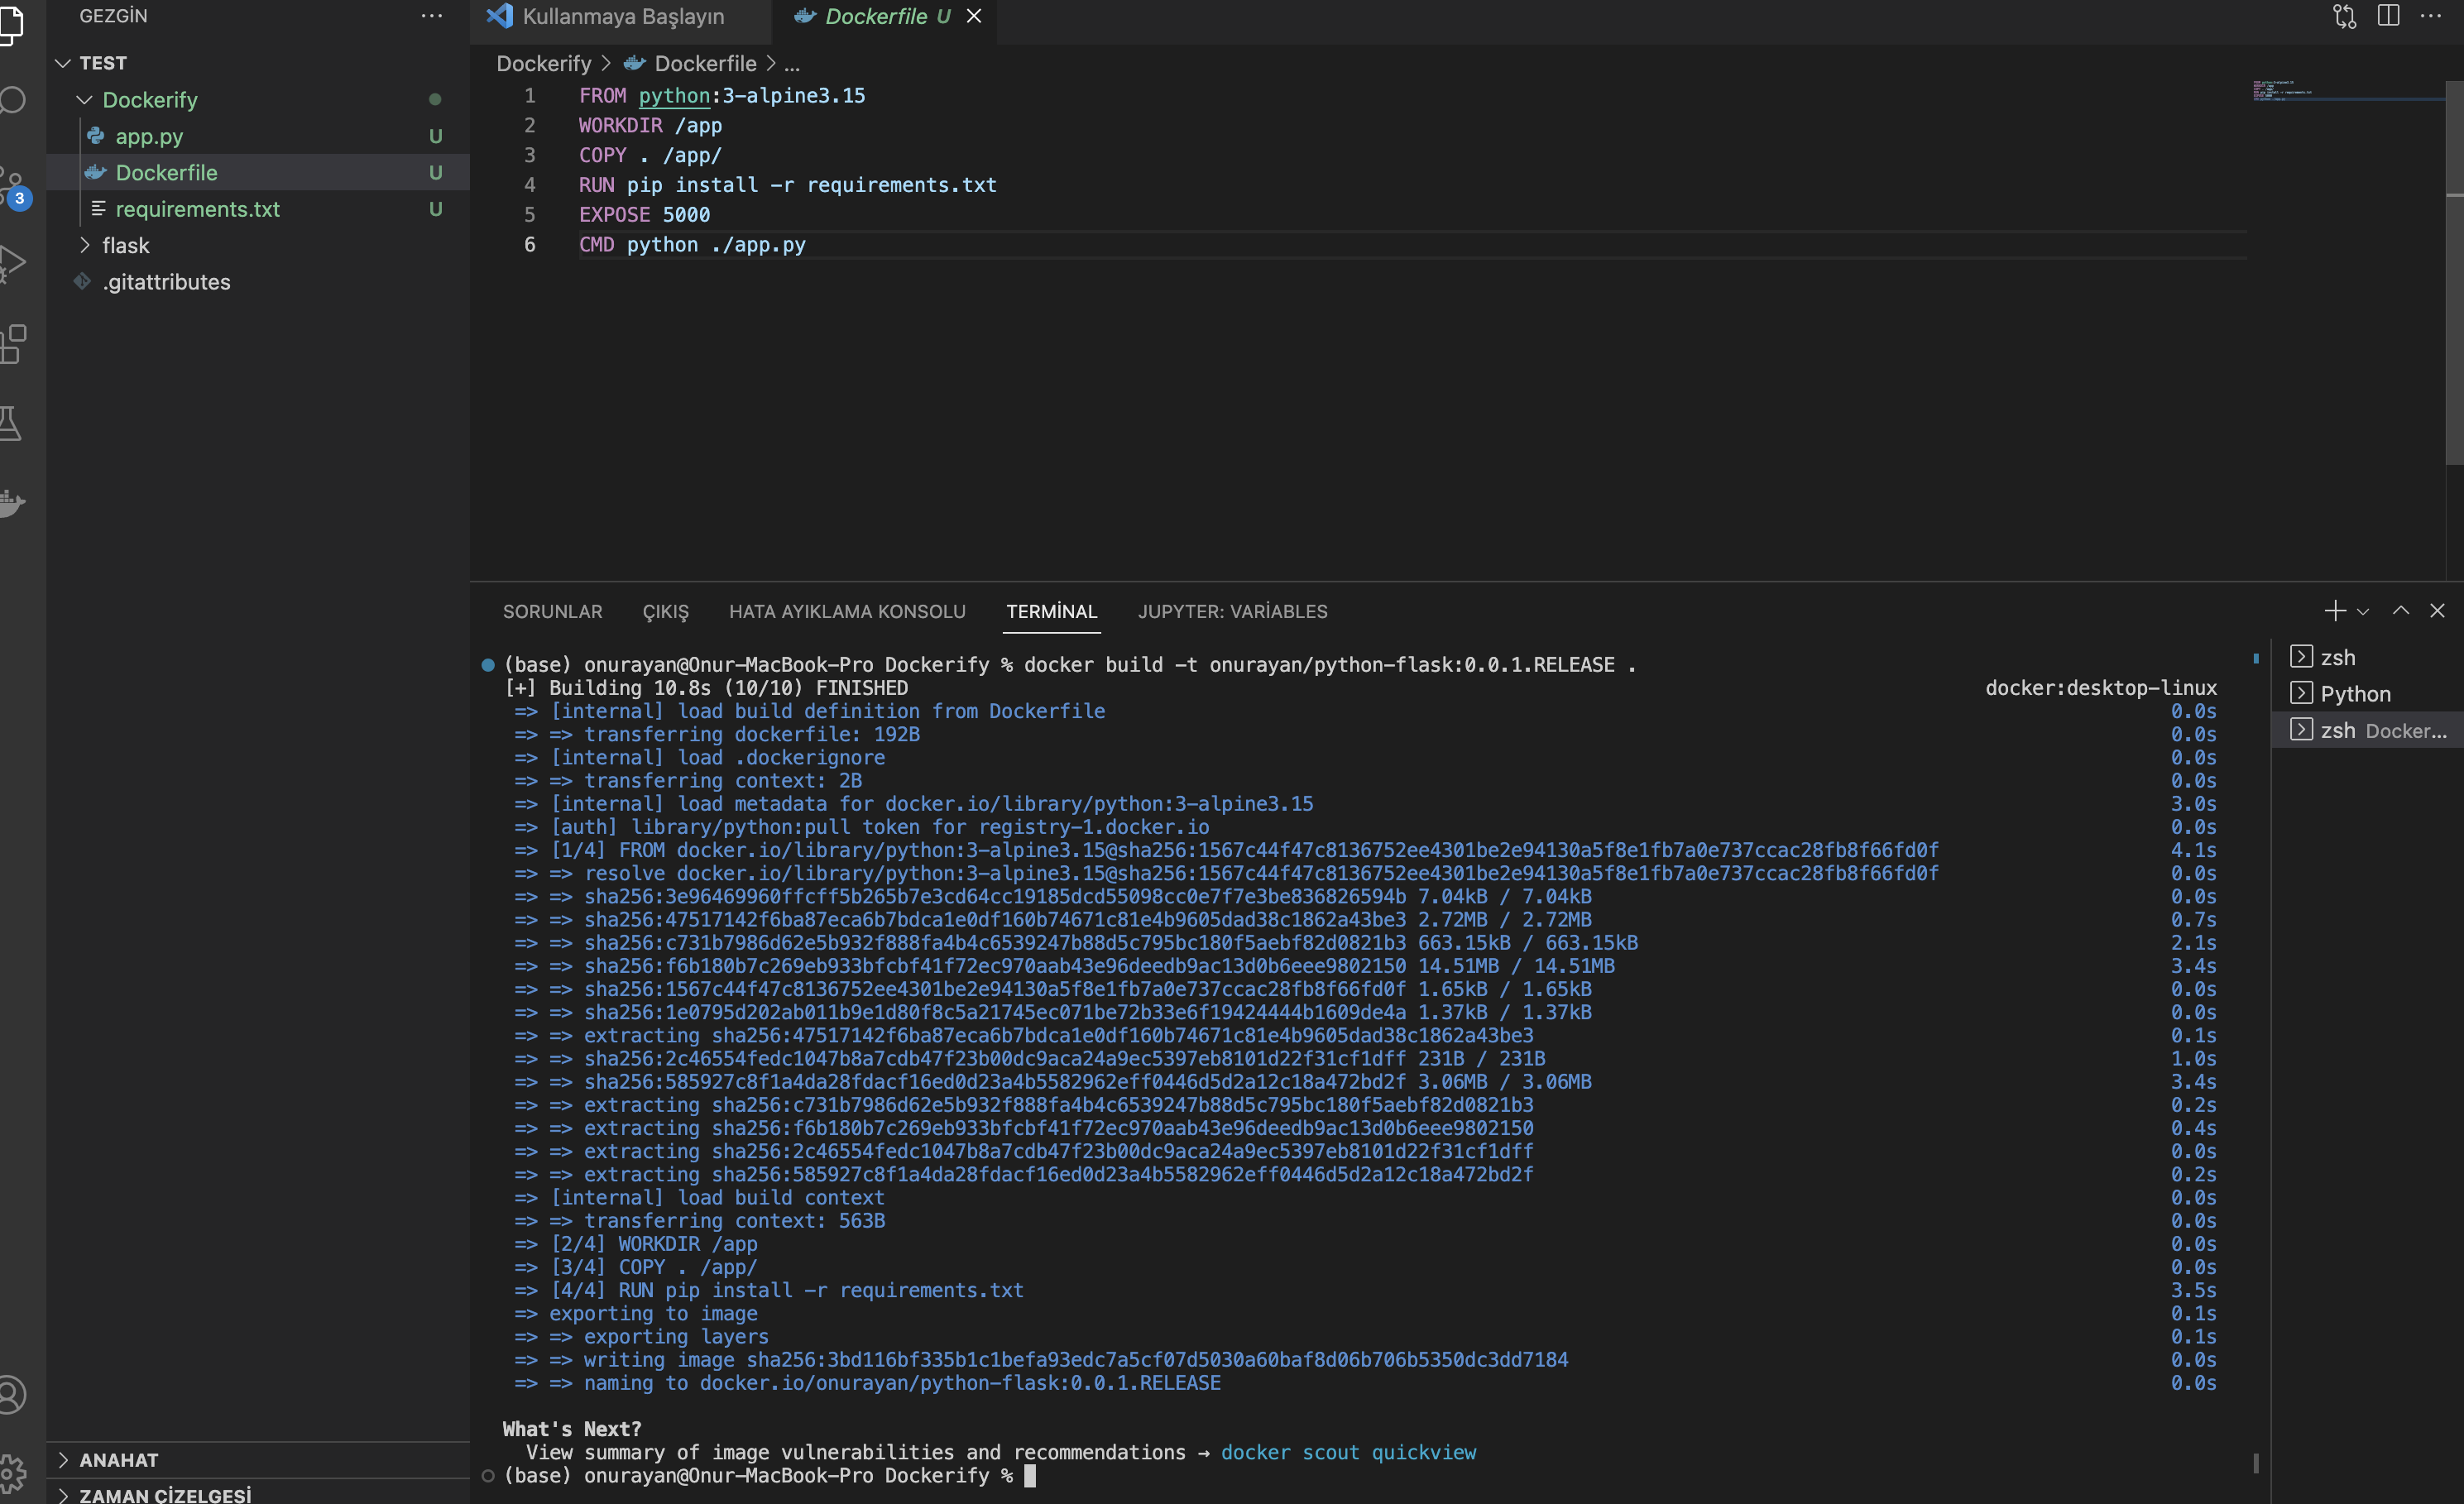 GEZGİN
TEST
Dockerify
app.py U
Dockerfile U
requirements.txt U
flask
.gitattributes
3
ANAHAT
ZAMAN ÇİZELGESİ
Kullanmaya Başlayın
Dockerfile U
Dockerify > Dockerfile > ...
1 FROM python:3-alpine3.15
2 WORKDIR /app
3 COPY . /app/
4 RUN pip install -r requirements.txt
5 EXPOSE 5000
6 CMD python ./app.py
SORUNLAR ÇIKIŞ HATA AYIKLAMA KONSOLU TERMİNAL JUPYTER: VARİABLES
(base) onurayan@Onur-MacBook-Pro Dockerify % docker build -t onurayan/python-flask:0.0.1.RELEASE .
[+] Building 10.8s (10/10) FINISHED docker:desktop-linux
=> [internal] load build definition from Dockerfile 0.0s
=> => transferring dockerfile: 192B 0.0s
=> [internal] load .dockerignore 0.0s
=> => transferring context: 2B 0.0s
=> [internal] load metadata for docker.io/library/python:3-alpine3.15 3.0s
=> [auth] library/python:pull token for registry-1.docker.io 0.0s
=> [1/4] FROM docker.io/library/python:3-alpine3.15@sha256:1567c44f47c8136752ee4301be2e94130a5f8e1fb7a0e737ccac28fb8f66fd0f 4.1s
=> => resolve docker.io/library/python:3-alpine3.15@sha256:1567c44f47c8136752ee4301be2e94130a5f8e1fb7a0e737ccac28fb8f66fd0f 0.0s
=> => sha256:3e96469960ffcff5b265b7e3cd64cc19185dcd55098cc0e7f7e3be836826594b 7.04kB / 7.04kB 0.0s
=> => sha256:47517142f6ba87eca6b7bdca1e0df160b74671c81e4b9605dad38c1862a43be3 2.72MB / 2.72MB 0.7s
=> => sha256:c731b7986d62e5b932f888fa4b4c6539247b88d5c795bc180f5aebf82d0821b3 663.15kB / 663.15kB 2.1s
=> => sha256:f6b180b7c269eb933bfcbf41f72ec970aab43e96deedb9ac13d0b6eee9802150 14.51MB / 14.51MB 3.4s
=> => sha256:1567c44f47c8136752ee4301be2e94130a5f8e1fb7a0e737ccac28fb8f66fd0f 1.65kB / 1.65kB 0.0s
=> => sha256:1e0795d202ab011b9e1d80f8c5a21745ec071be72b33e6f19424444b1609de4a 1.37kB / 1.37kB 0.0s
=> => extracting sha256:47517142f6ba87eca6b7bdca1e0df160b74671c81e4b9605dad38c1862a43be3 0.1s
=> => sha256:2c46554fedc1047b8a7cdb47f23b00dc9aca24a9ec5397eb8101d22f31cf1dff 231B / 231B 1.0s
=> => sha256:585927c8f1a4da28fdacf16ed0d23a4b5582962eff0446d5d2a12c18a472bd2f 3.06MB / 3.06MB 3.4s
=> => extracting sha256:c731b7986d62e5b932f888fa4b4c6539247b88d5c795bc180f5aebf82d0821b3 0.2s
=> => extracting sha256:f6b180b7c269eb933bfcbf41f72ec970aab43e96deedb9ac13d0b6eee9802150 0.4s
=> => extracting sha256:2c46554fedc1047b8a7cdb47f23b00dc9aca24a9ec5397eb8101d22f31cf1dff 0.0s
=> => extracting sha256:585927c8f1a4da28fdacf16ed0d23a4b5582962eff0446d5d2a12c18a472bd2f 0.2s
=> [internal] load build context 0.0s
=> => transferring context: 563B 0.0s
=> [2/4] WORKDIR /app 0.0s
=> [3/4] COPY . /app/ 0.0s
=> [4/4] RUN pip install -r requirements.txt 3.5s
=> exporting to image 0.1s
=> => exporting layers 0.1s
=> => writing image sha256:3bd116bf335b1c1befa93edc7a5cf07d5030a60baf8d06b706b5350dc3dd7184 0.0s
=> => naming to docker.io/onurayan/python-flask:0.0.1.RELEASE 0.0s
What's Next?
View summary of image vulnerabilities and recommendations → docker scout quickview
(base) onurayan@Onur-MacBook-Pro Dockerify %
zsh
Python
zsh Docker...